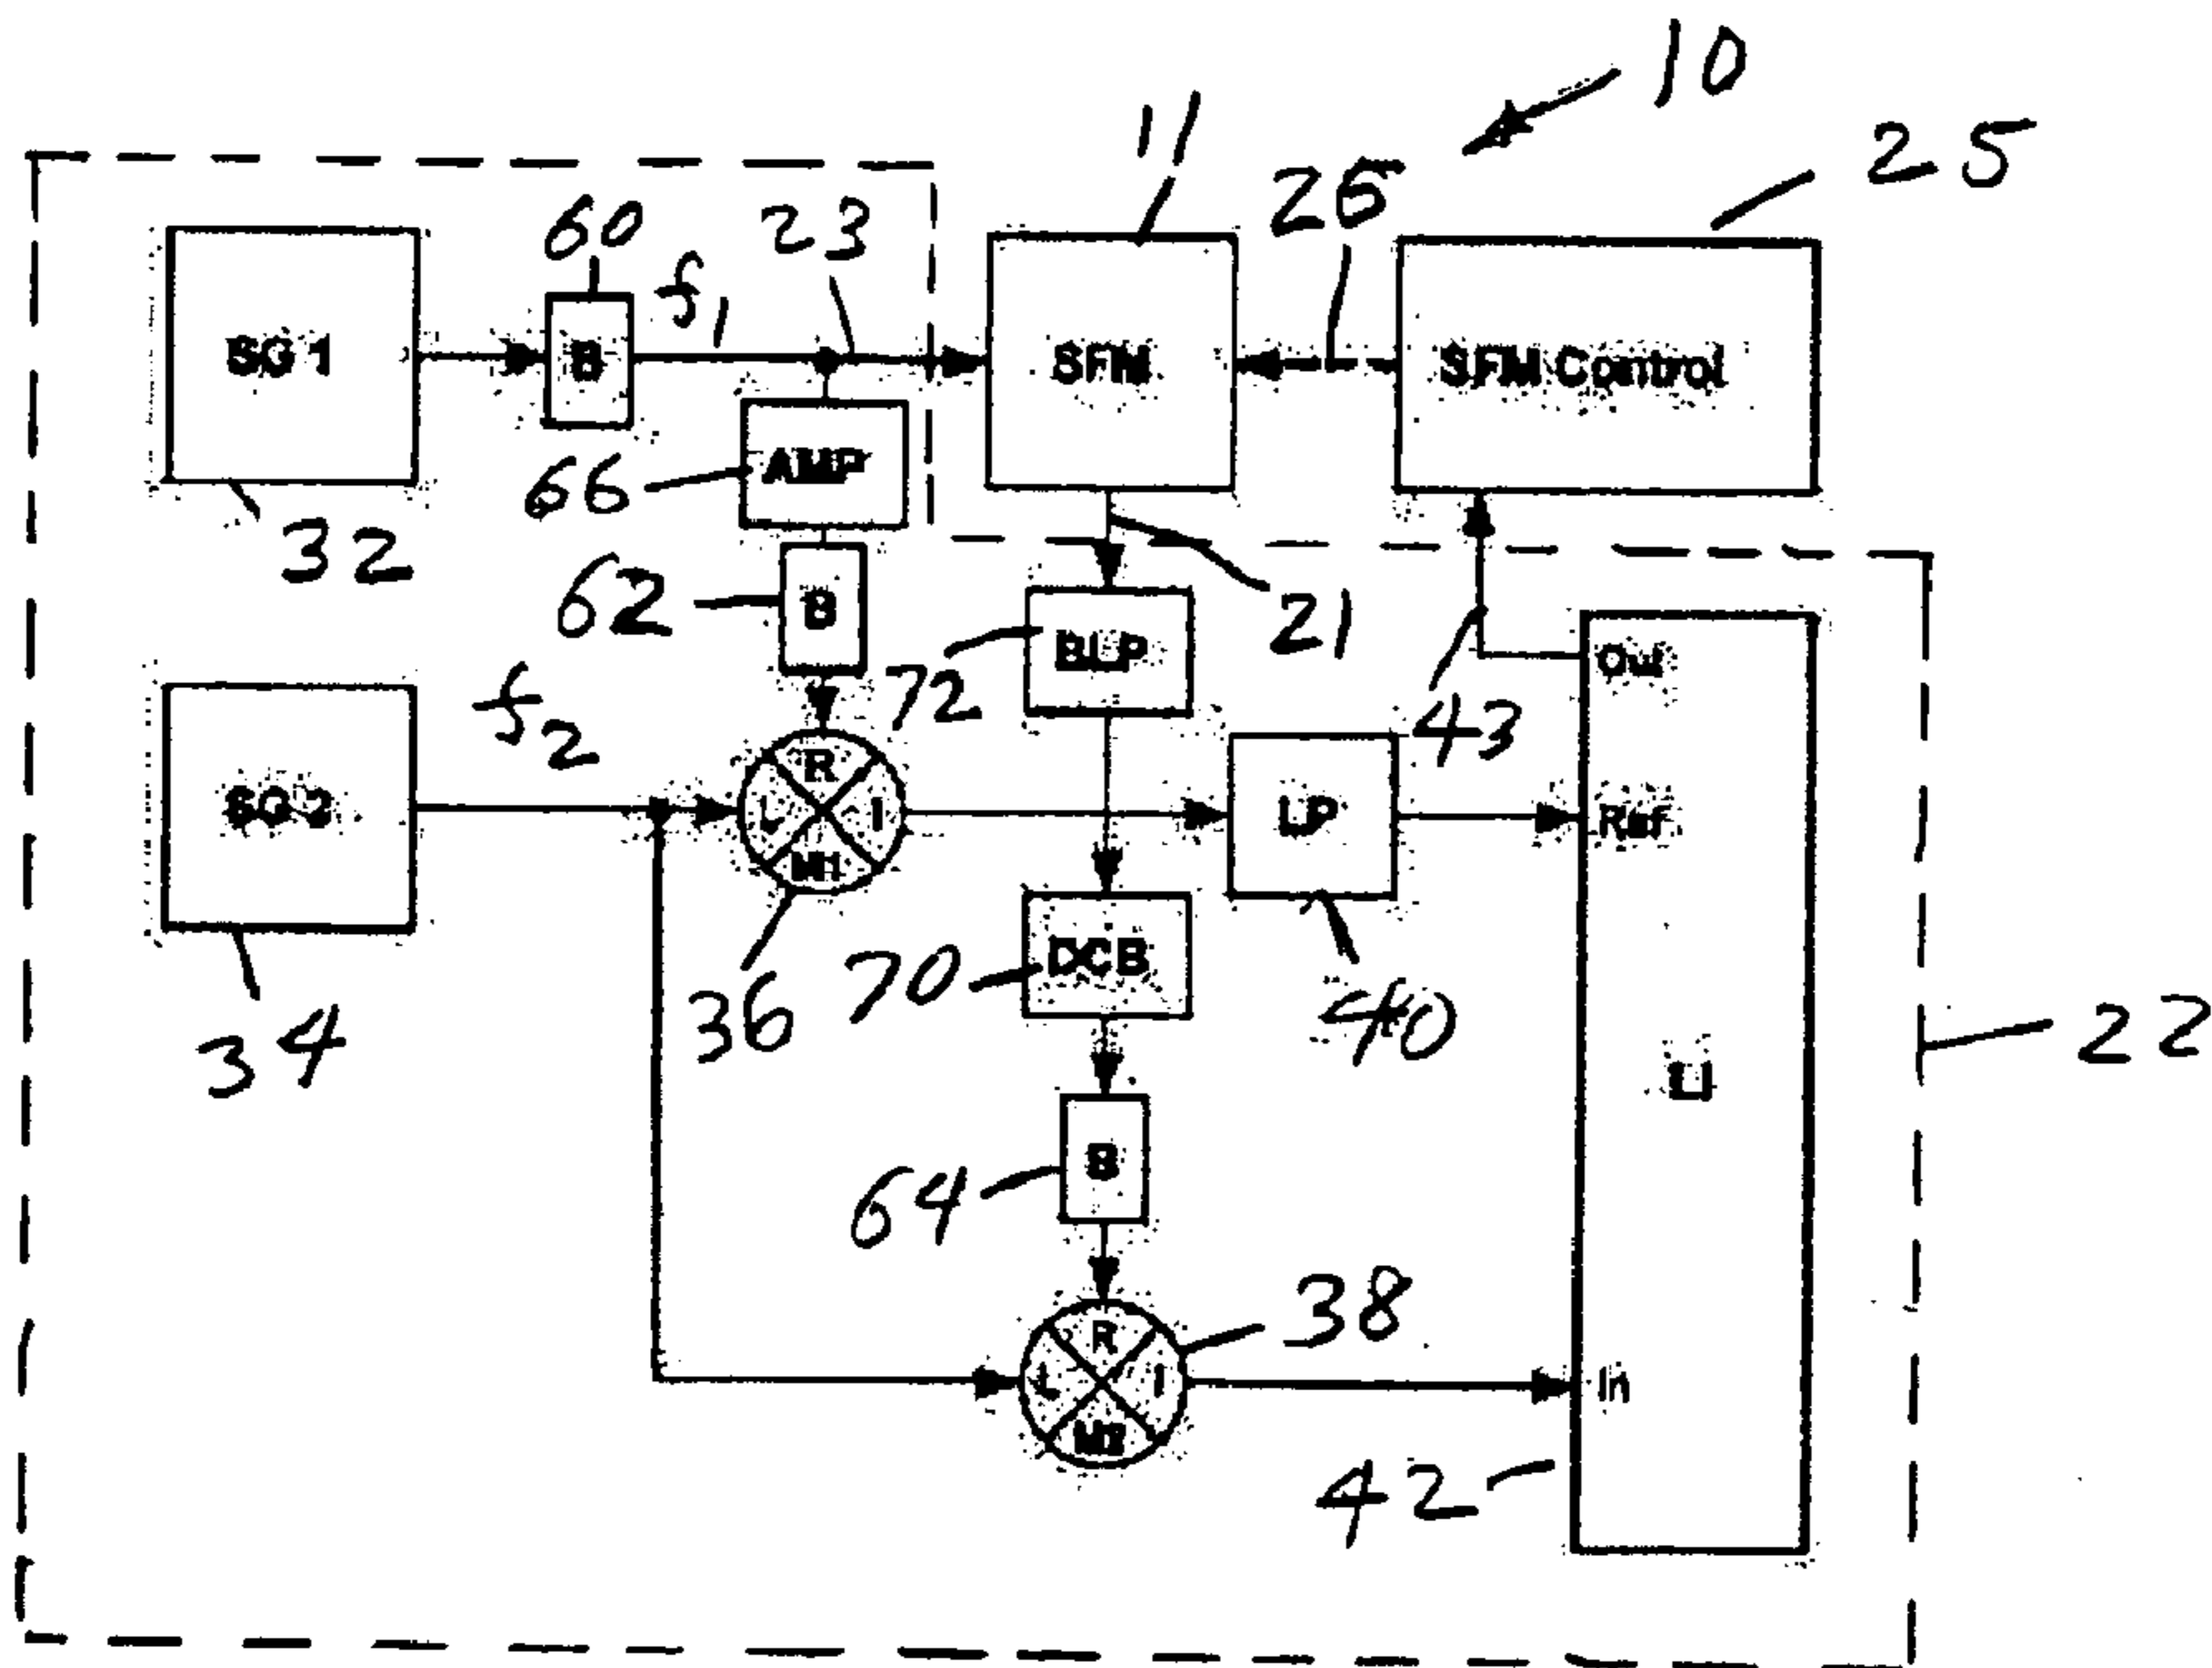 10
11
25
26
60
23
f1
SG 1
B
SFM
SFM Control
AMP
66
32
62
B
21
72
BLP
Out
43
f2
SG 2
R
L
I
M1
LP
Ref
36
70
DCB
40
34
22
LI
64
B
38
R
L
I
M2
In
42